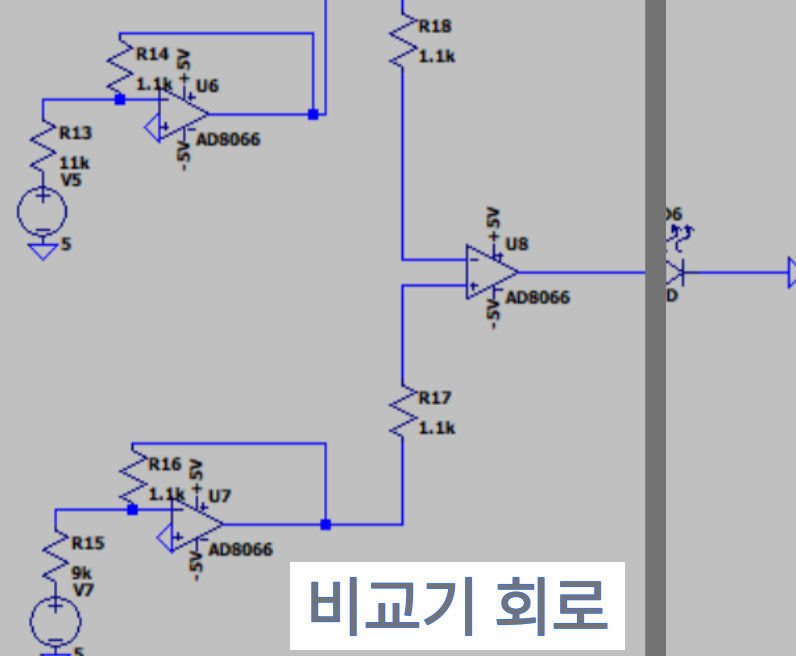 R18
1.1k
R14
1.1k
+5V
U6
AD8066
-5V
R13
11k
V5
5
+5V
U8
AD8066
-5V
D
R17
1.1k
R16
1.1k
+5V
U7
AD8066
-5V
R15
9k
V7
5
비교기 회로